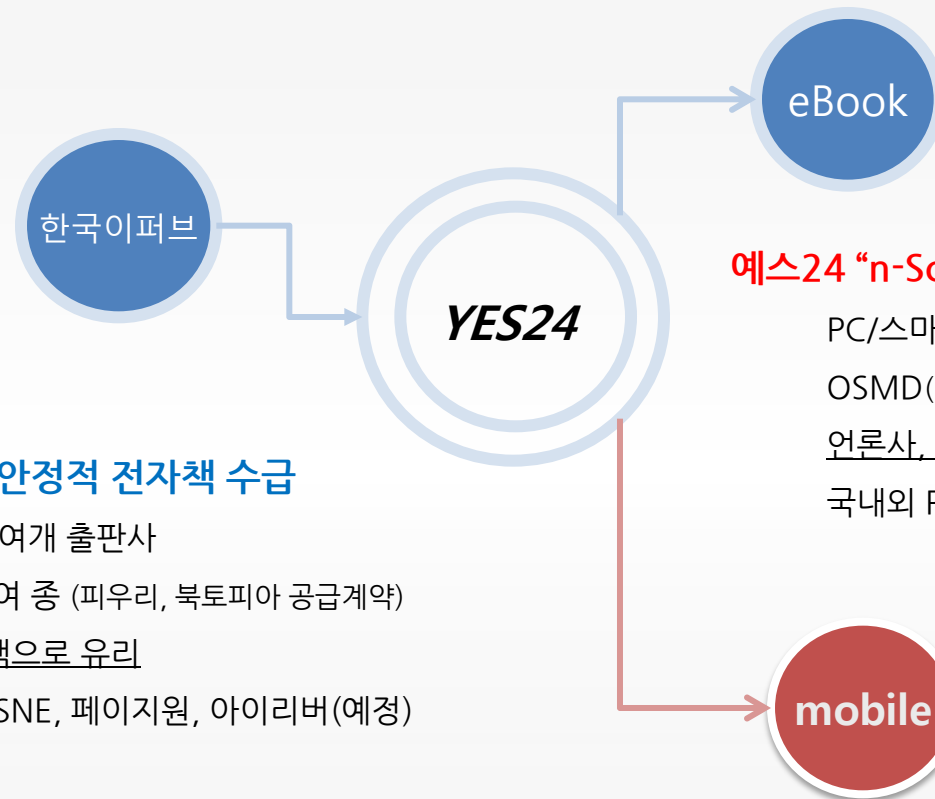 eBook
한국이퍼브
YES24
예스24 “n-Sc
PC/스마
OSMD(
언론사,
국내외 F
안정적 전자책 수급
여개 출판사
여 종 (피우리, 북토피아 공급계약)
책으로 유리
SNE, 페이지원, 아이리버(예정)
mobile